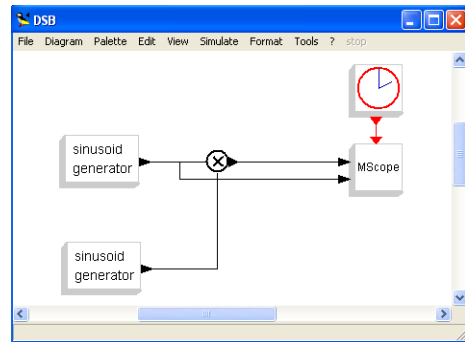 DSB
File Diagram Palette Edit View Simulate Format Tools ? stop
sinusoid
generator
MScope
sinusoid
generator